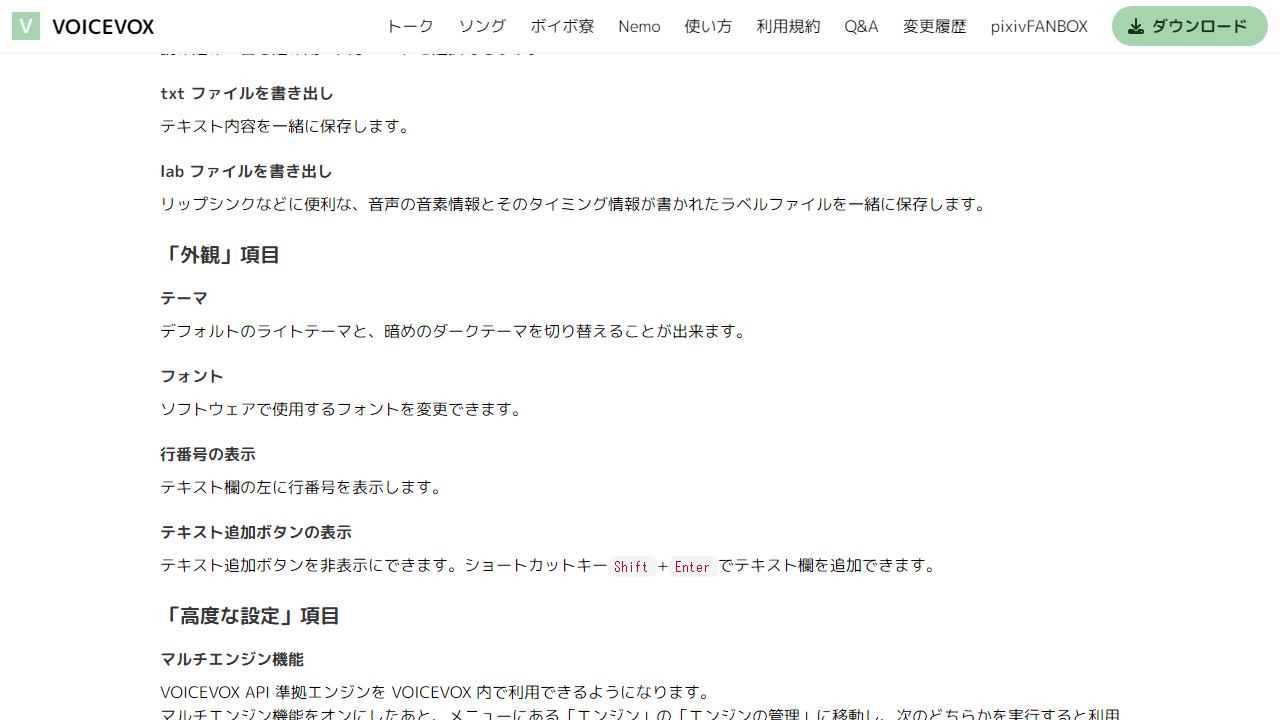 VOICEVOX
トーク ソング ボイボ寮 Nemo 使い方 利用規約 Q&A 変更履歴 pixivFANBOX ダウンロード
txt ファイルを書き出し
テキスト内容を一緒に保存します。
lab ファイルを書き出し
リップシンクなどに便利な、音声の音素情報とそのタイミング情報が書かれたラベルファイルを一緒に保存します。
「外観」項目
テーマ
デフォルトのライトテーマと、暗めのダークテーマを切り替えることが出来ます。
フォント
ソフトウェアで使用するフォントを変更できます。
行番号の表示
テキスト欄の左に行番号を表示します。
テキスト追加ボタンの表示
テキスト追加ボタンを非表示にできます。ショートカットキーShift+Enterでテキスト欄を追加できます。
「高度な設定」項目
マルチエンジン機能
VOICEVOX API 準拠エンジンを VOICEVOX 内で利用できるようになります。
マルチエンジン機能をオンにしたあと、メニューにある「エンジン」の「エンジンの管理」に移動し、次のどちらかを実行すると利用